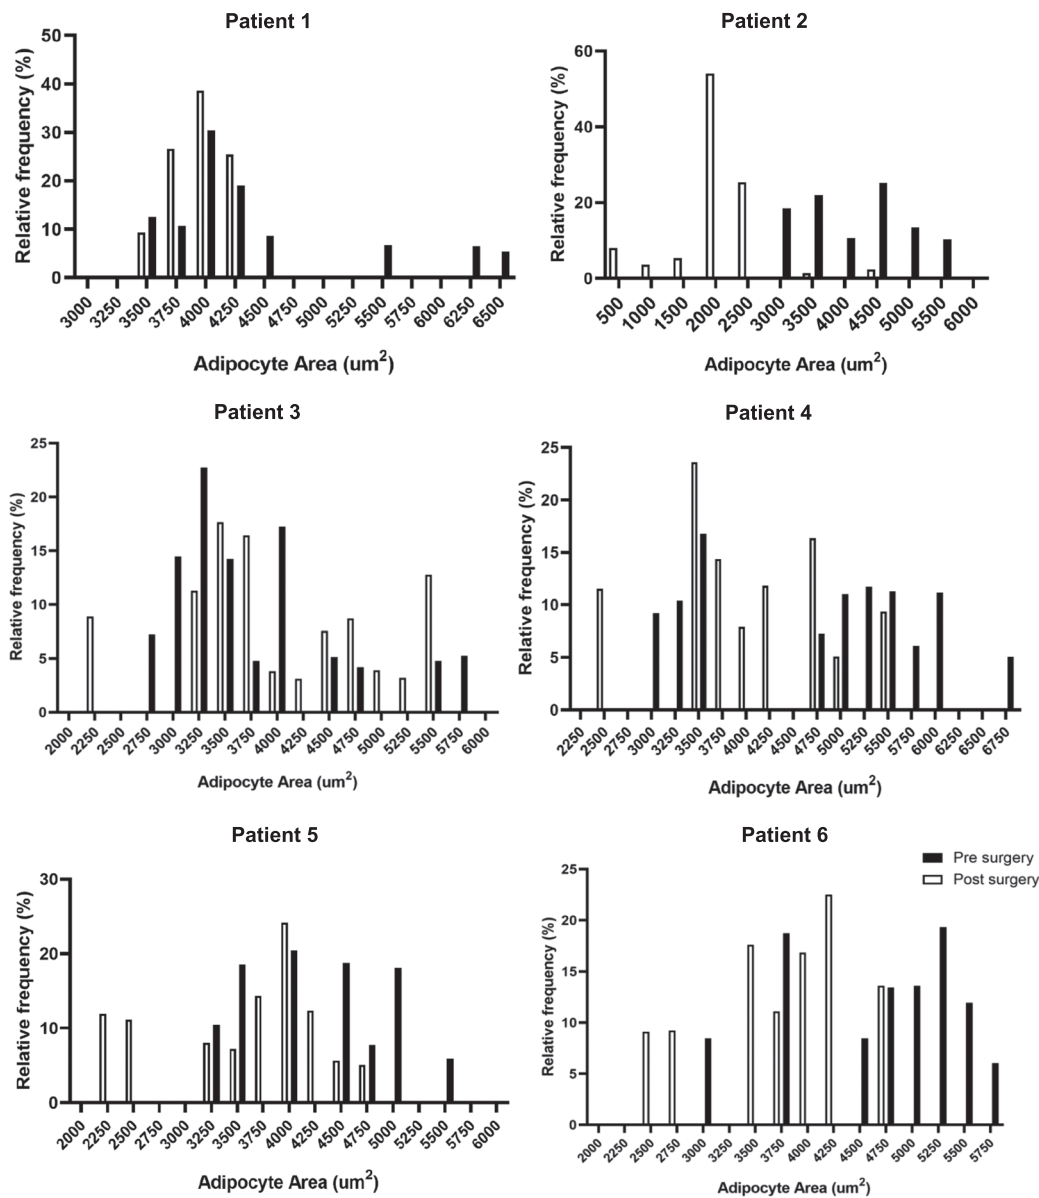 Patient 1
50
40
30
20
10
0
Relative frequency (%)
3000 3250 3500 3750 4000 4250 4500 4750 5000 5250 5500 5750 6000 6250 6500
Adipocyte Area (um²)
Patient 2
60
40
20
0
Relative frequency (%)
500 1000 1500 2000 2500 3000 3500 4000 4500 5000 5500 6000
Adipocyte Area (um²)
Patient 3
25
20
15
10
5
0
Relative frequency (%)
2000 2250 2500 2750 3000 3250 3500 3750 4000 4250 4500 4750 5000 5250 5500 5750 6000
Adipocyte Area (um²)
Patient 4
25
20
15
10
5
0
Relative frequency (%)
2250 2500 2750 3000 3250 3500 3750 4000 4250 4500 4750 5000 5250 5500 5750 6000 6250 6500 6750
Adipocyte Area (um²)
Patient 5
30
20
10
0
Relative frequency (%)
2000 2250 2500 2750 3000 3250 3500 3750 4000 4250 4500 4750 5000 5250 5500 5750 6000
Adipocyte Area (um²)
Patient 6
Pre surgery
Post surgery
25
20
15
10
5
0
Relative frequency (%)
2000 2250 2500 2750 3000 3250 3500 3750 4000 4250 4500 4750 5000 5250 5500 5750
Adipocyte Area (um²)